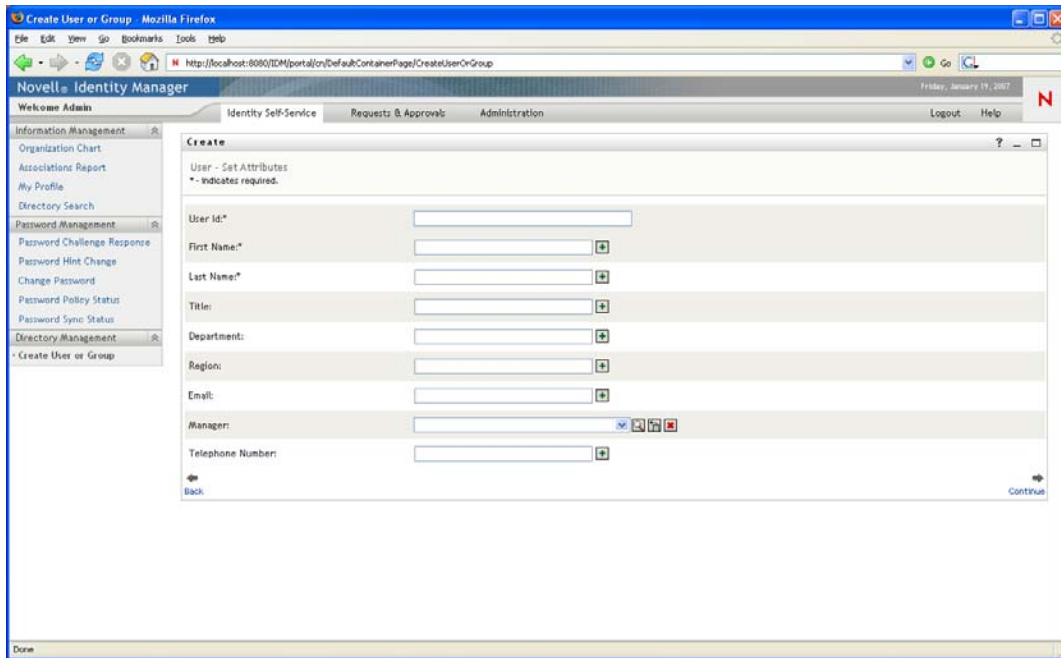 Create User or Group - Mozilla Firefox
File Edit View Go Bookmarks Tools Help
N http://localhost:8080/IDM/portal/cn/DefaultContainerPage/CreateUserOrGroup Go G
Novell® Identity Manager Friday, January 19, 2007
N
Welcome Admin Identity Self-Service Requests & Approvals Administration Logout Help
Information Management
Organization Chart
Associations Report
My Profile
Directory Search
Password Management
Password Challenge Response
Password Hint Change
Change Password
Password Policy Status
Password Sync Status
Directory Management
Create User or Group
Create ?
User - Set Attributes
* - indicates required.
User Id:*
First Name:*
Last Name:*
Title:
Department:
Region:
Email:
Manager:
Telephone Number:
Back Continue
Done